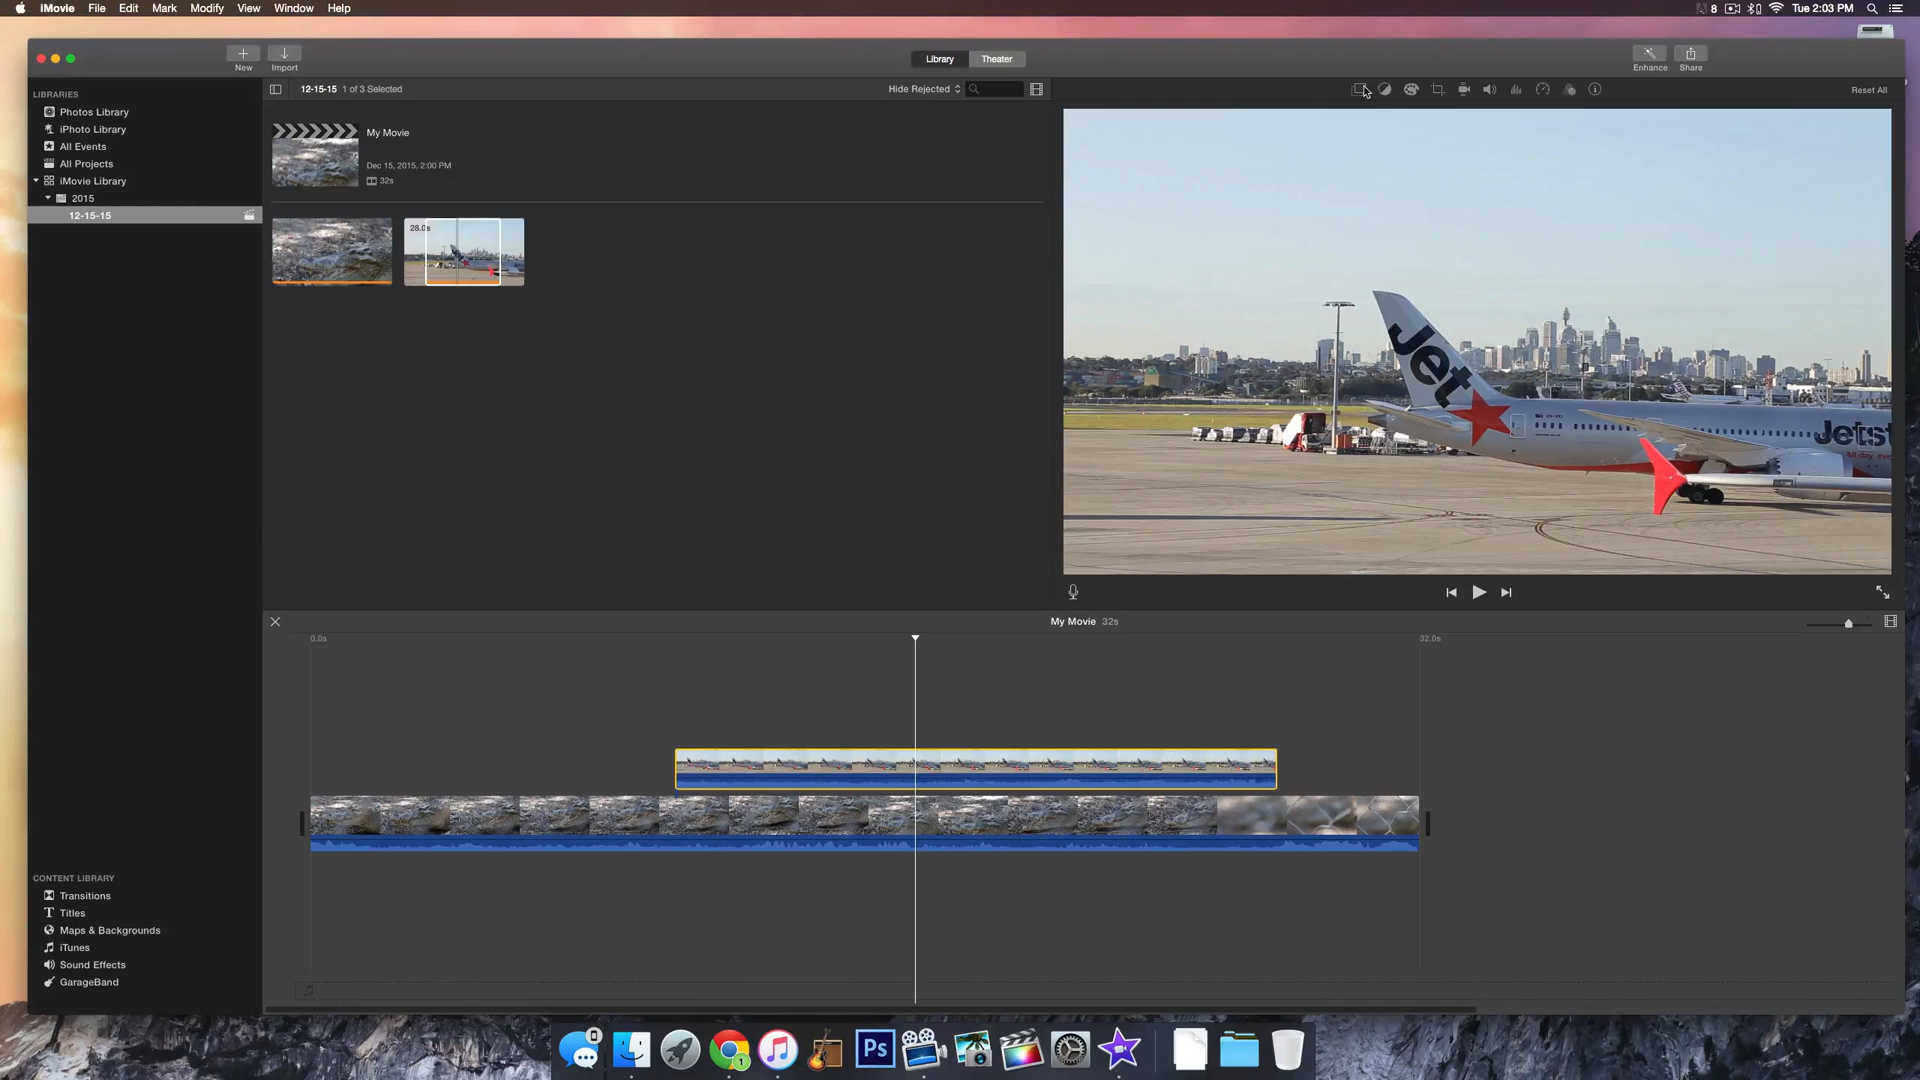 iMovie File Edit Mark Modify View Window Help
8 Tue 2:03 PM
New
Import
Library Theater
Enhance
Share
LIBRARIES
Photos Library
iPhoto Library
All Events
All Projects
iMovie Library
2015
12-15-15
12-15-15 1 of 3 Selected
Hide Rejected
Reset All
My Movie
Dec 15, 2015, 2:00 PM
32s
28.0s
Jet
Jetst
My Movie 32s
0.0s
32.0s
CONTENT LIBRARY
Transitions
Titles
Maps & Backgrounds
iTunes
Sound Effects
GarageBand
1
Ps